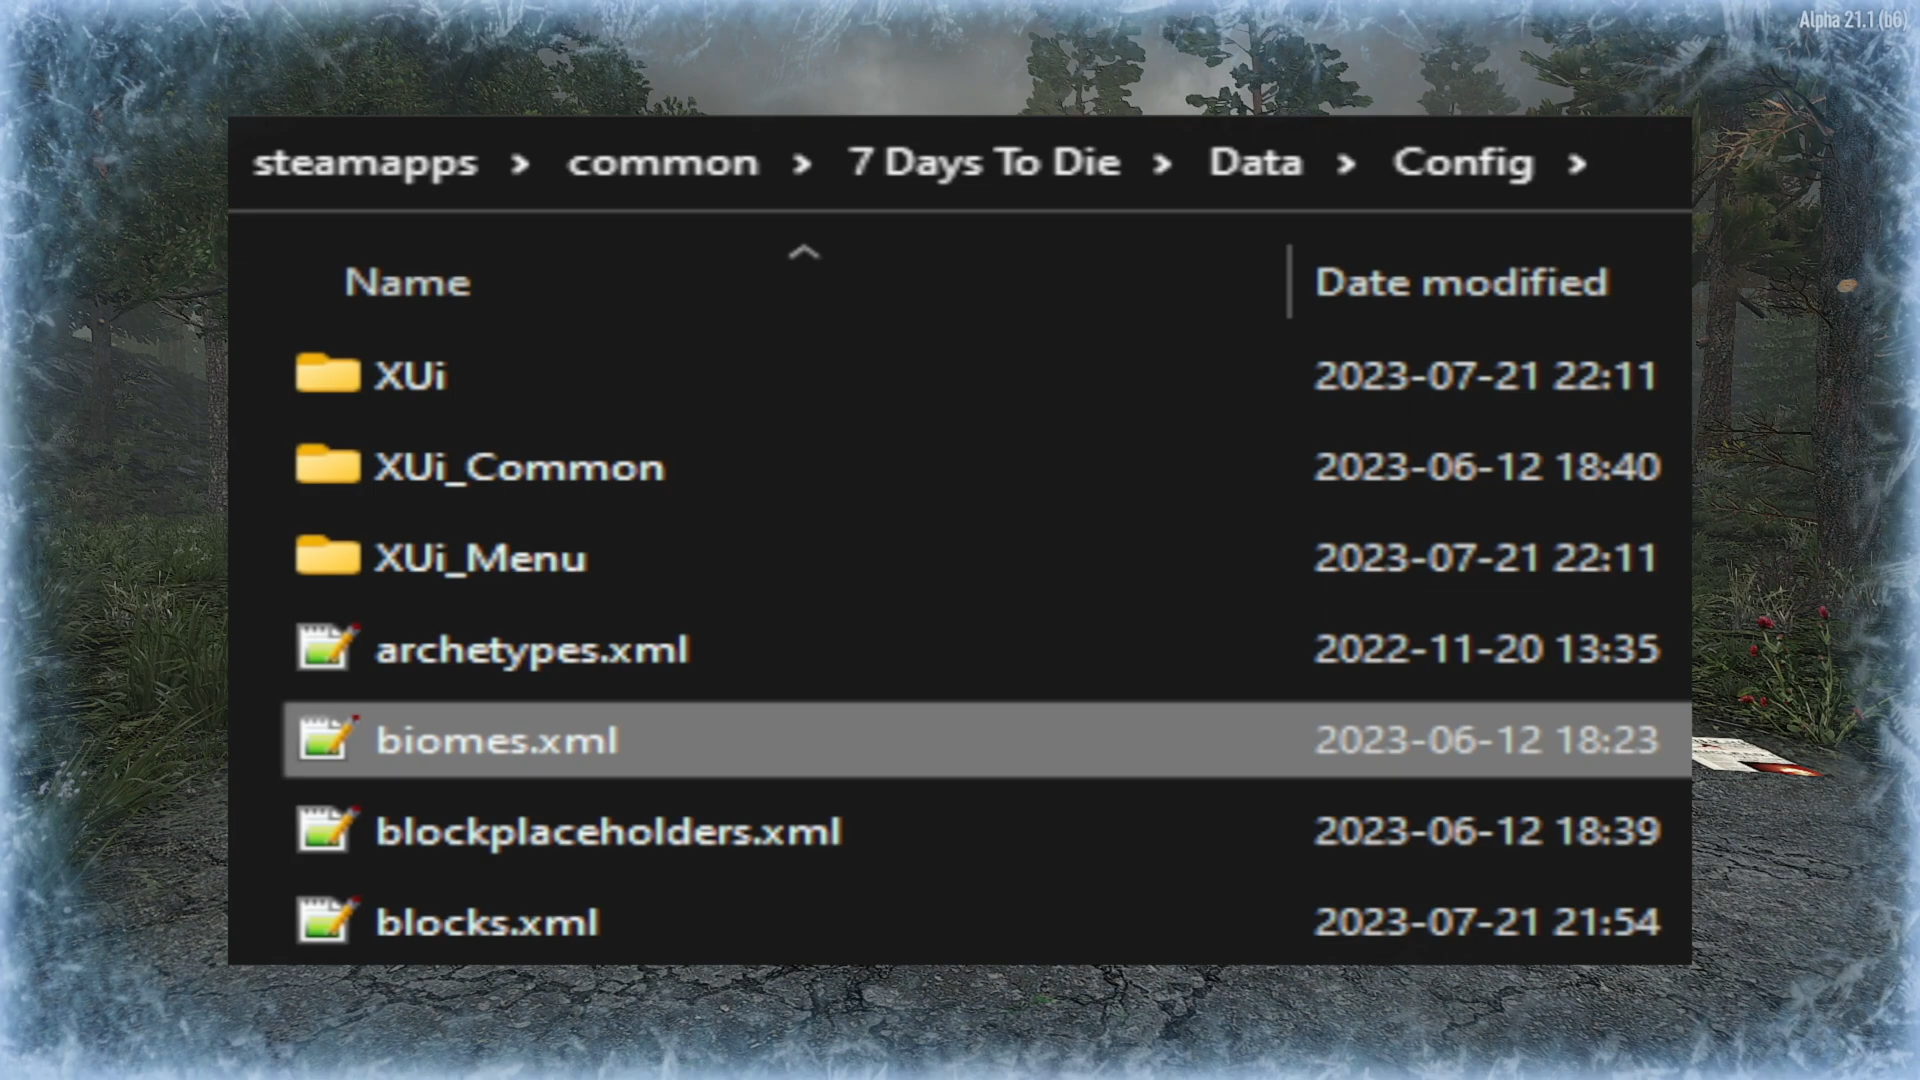 Alpha 21.1 (b6)
steamapps > common > 7 Days To Die > Data > Config >
Name Date modified
XUi 2023-07-21 22:11
XUi_Common 2023-06-12 18:40
XUi_Menu 2023-07-21 22:11
archetypes.xml 2022-11-20 13:35
biomes.xml 2023-06-12 18:23
blockplaceholders.xml 2023-06-12 18:39
blocks.xml 2023-07-21 21:54